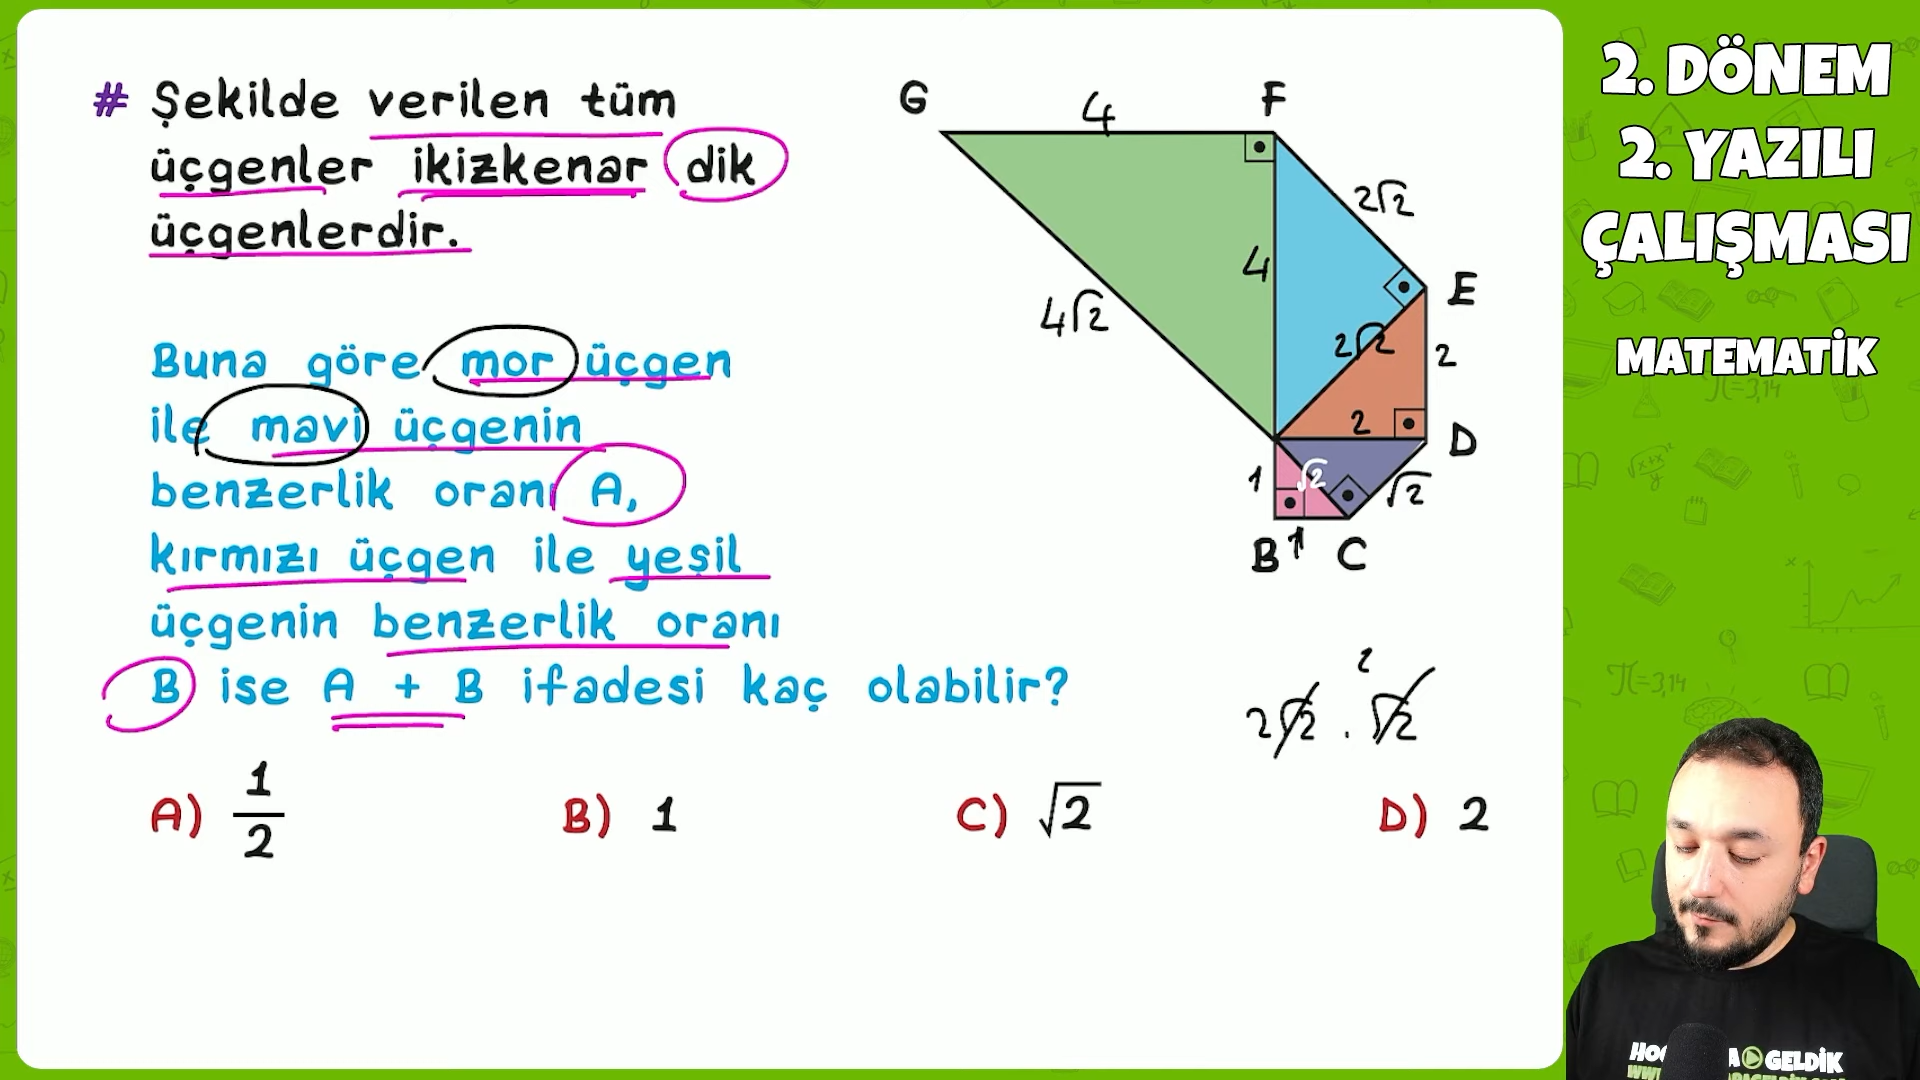 # Şekilde verilen tüm
üçgenler ikizkenar dik
üçgenlerdir.
Buna göre mor üçgen
ile mavi üçgenin
benzerlik oranı A,
kırmızı üçgen ile yeşil
üçgenin benzerlik oranı
B ise A + B ifadesi kaç olabilir?
A) 1/2
B) 1
C) √2
D) 2
G
4
F
2√2
4
4√2
E
2√2
2
2
D
1
√2
√2
B
1
C
2
2√2 . √2
2. DÖNEM
2. YAZILI
ÇALIŞMASI
MATEMATİK
GELDİK